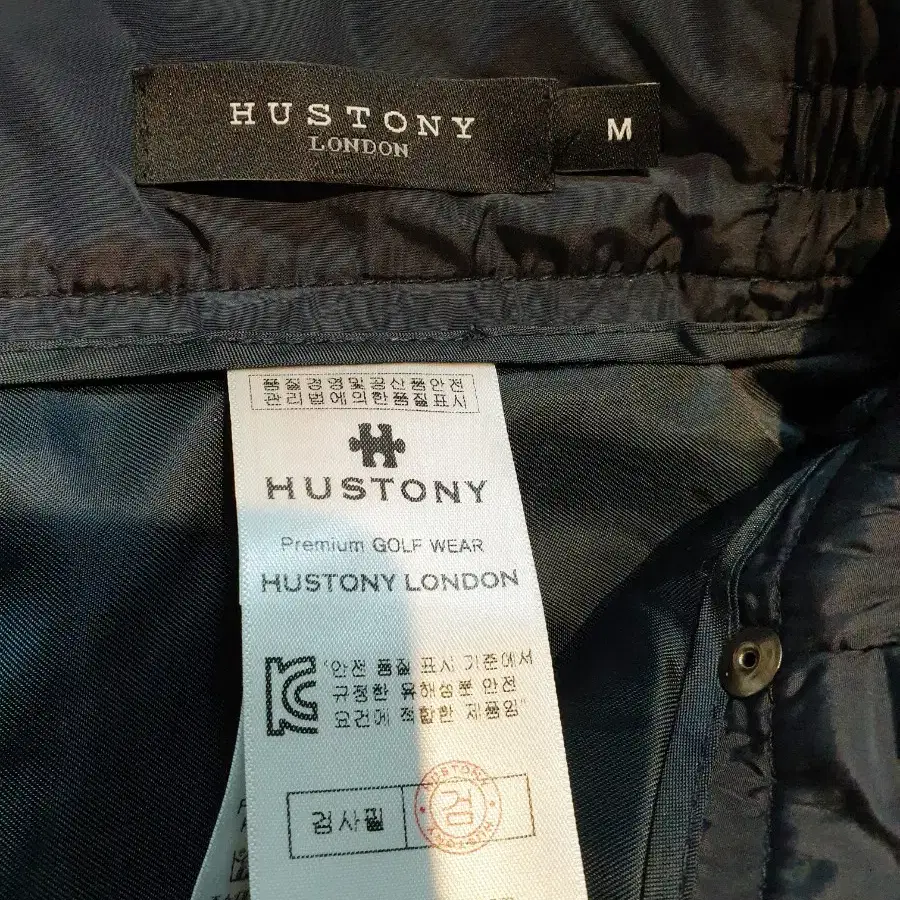 HUSTONY
LONDON
M
품질경영및공산품안전
관리법에의한품질표시
HUSTONY
Premium GOLF WEAR
HUSTONY LONDON
"안전 품질 표시 기준에서
규정한 유해성분 안전
요건에 적합한 제품임"
검사필
HUSTONY
검
HUSTONY